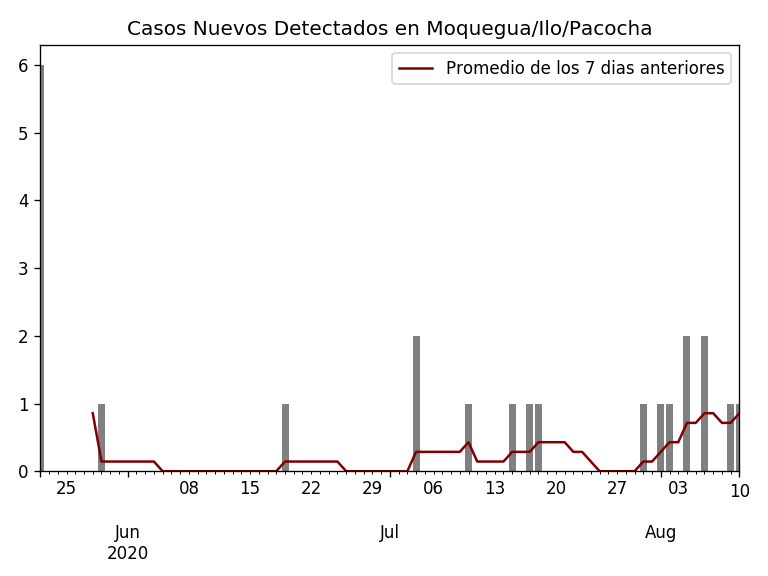 Casos Nuevos Detectados en Moquegua/Ilo/Pacocha
Promedio de los 7 dias anteriores
6
5
4
3
2
1
0
25 08 15 22 29 06 13 20 27 03 10
Jun Jul Aug
2020